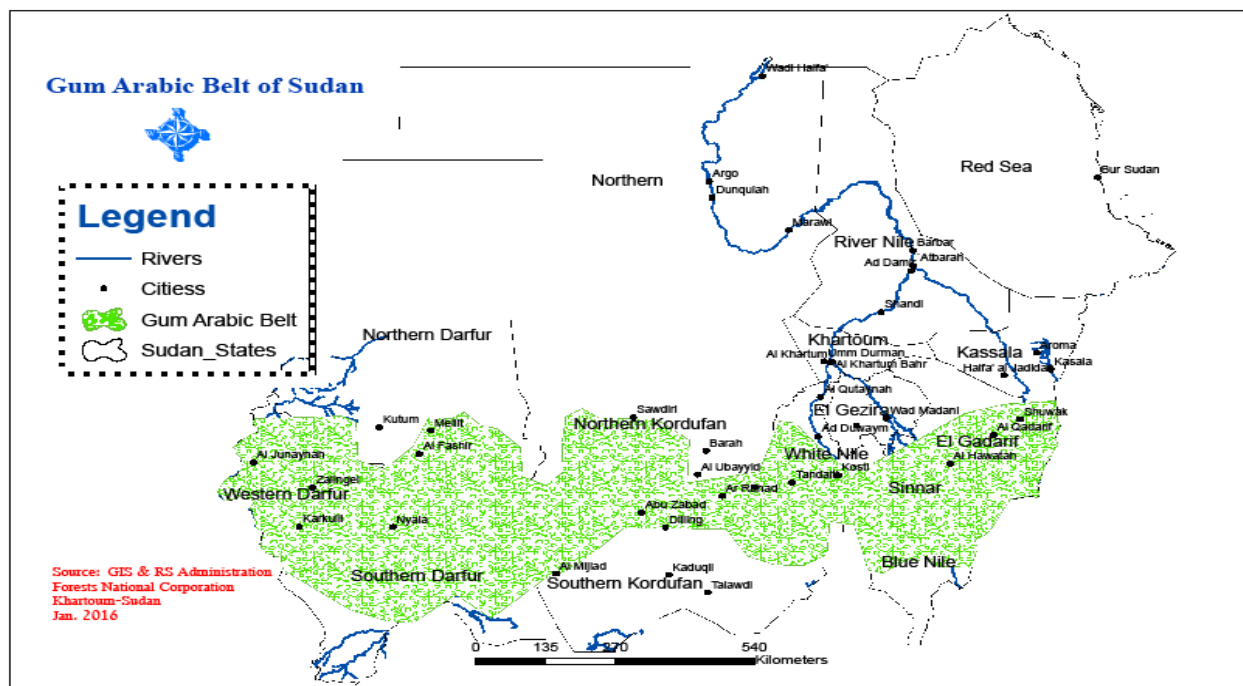 Gum Arabic Belt of Sudan
Legend
Rivers
Citiess
Gum Arabic Belt
Sudan_States
Wadi Halfa'
Red Sea
Northern
Argo
Dunqulah
Bur Sudan
Marawi
River Nile
Barbar
Ad Damr
Atbarah
Shandi
Northern Darfur
Khartoum
Kassala
Aroma
Al Khartum
Umm Durman
Al Khartum Bahr
Halfa' al Jadidah
Kasala
Al Qutaynah
El Gezira
Wad Madani
Kutum
Mellit
Sawdiri
Northern Kordufan
Ad Duwaym
Shuwak
Al Qadarif
El Gadarif
Al Fashir
Barah
White Nile
Al Hawatah
Al Junaynah
Al Ubayyid
Kosti
Zalingei
Tandalti
Sinnar
Western Darfur
Ar Rahad
Abu Zabad
Karkulli
Nyala
Dilling
Blue Nile
Al Mijlad
Kaduqli
Southern Darfur
Southern Kordufan
Talawdi
Source: GIS & RS Administration
Forests National Corporation
Khartoum-Sudan
Jan. 2016
0 135 270 540
Kilometers